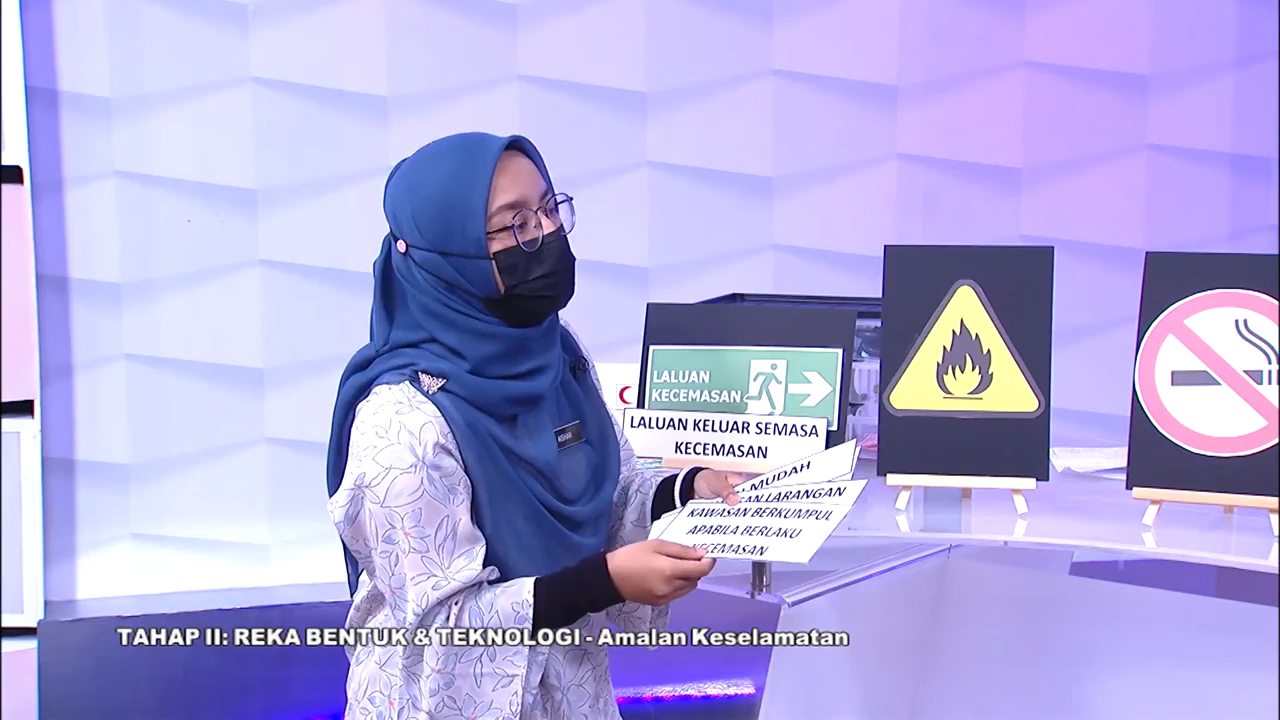 LALUAN
KECEMASAN
LALUAN KELUAR SEMASA
KECEMASAN
MUDAH
LARANGAN
KAWASAN BERKUMPUL
APABILA BERLAKU
KECEMASAN
TAHAP II: REKA BENTUK & TEKNOLOGI - Amalan Keselamatan